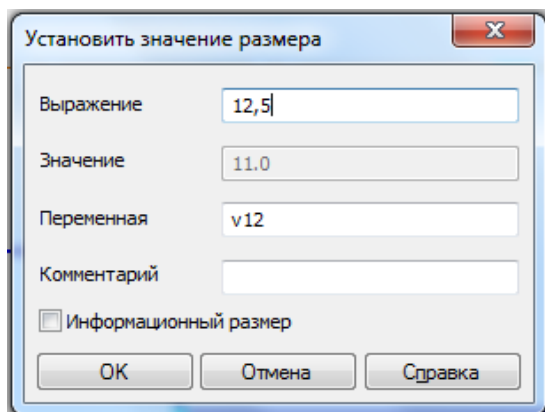 Установить значение размера
Выражение 12,5
Значение 11.0
Переменная v12
Комментарий
Информационный размер
OK Отмена Справка